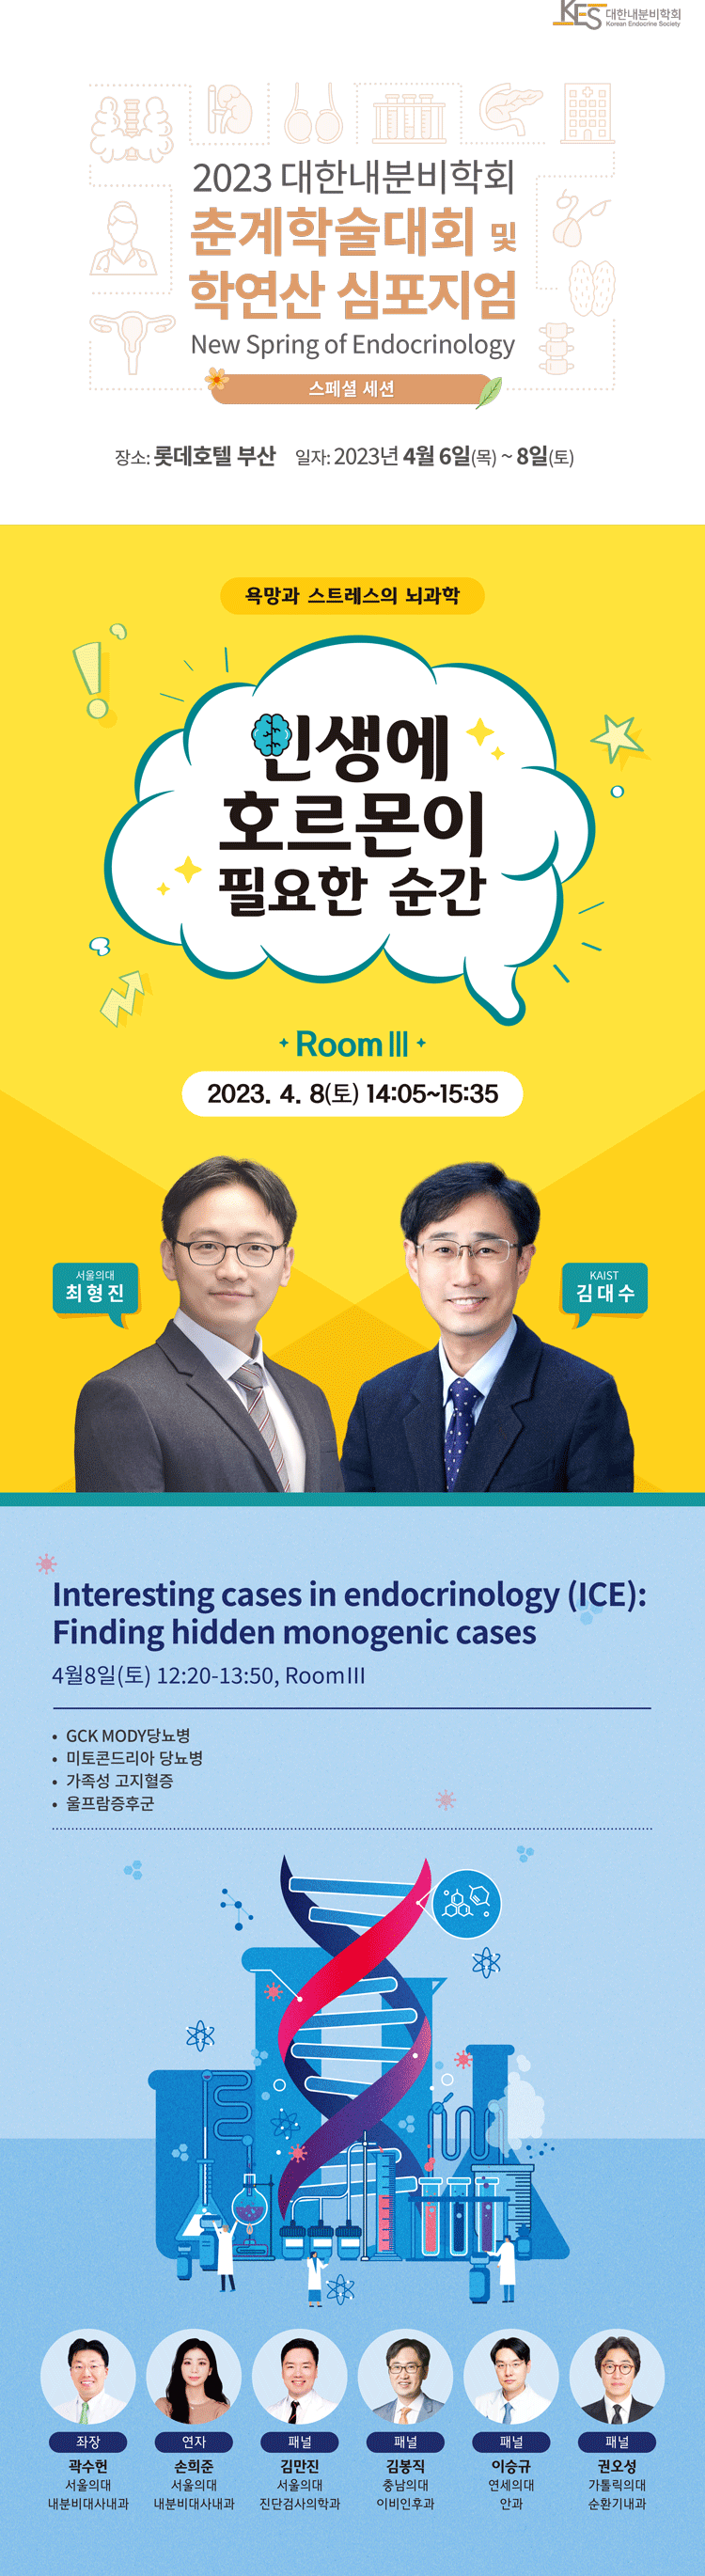 KES 대한내분비학회
Korean Endocrine Society
2023 대한내분비학회
춘계학술대회 및
학연산 심포지엄
New Spring of Endocrinology
스페셜 세션
장소: 롯데호텔 부산 일자: 2023년 4월 6일(목) ~ 8일(토)
욕망과 스트레스의 뇌과학
인생에
호르몬이
필요한 순간
Room III
2023. 4. 8(토) 14:05~15:35
서울의대
최형진
KAIST
김대수
Interesting cases in endocrinology (ICE):
Finding hidden monogenic cases
4월8일(토) 12:20-13:50, RoomIII
• GCK MODY당뇨병
• 미토콘드리아 당뇨병
• 가족성 고지혈증
• 울프람증후군
좌장
곽수헌
서울의대
내분비대사내과
연자
손희준
서울의대
내분비대사내과
패널
김만진
서울의대
진단검사의학과
패널
김봉직
충남의대
이비인후과
패널
이승규
연세의대
안과
패널
권오성
가톨릭의대
순환기내과